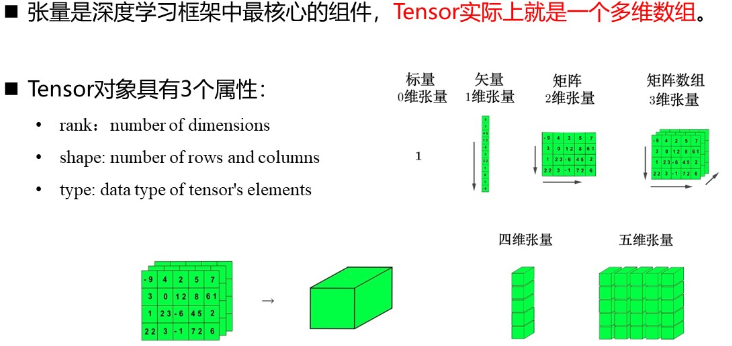 张量是深度学习框架中最核心的组件，Tensor实际上就是一个多维数组。
Tensor对象具有3个属性：
rank：number of dimensions
shape: number of rows and columns
type: data type of tensor's elements
标量 矢量 矩阵 矩阵数组
0维张量 1维张量 2维张量 3维张量
1
-9 4 2 5 7
3 0 12 8 61
1 23 -6 45 2
22 3 -1 72 6
-9 4 2 5 7
3 0 12 8 61
1 23 -6 45 2
22 3 -1 72 6
四维张量 五维张量
-9 4 2 5 7
3 0 12 8 61
1 23 -6 45 2
22 3 -1 72 6
→